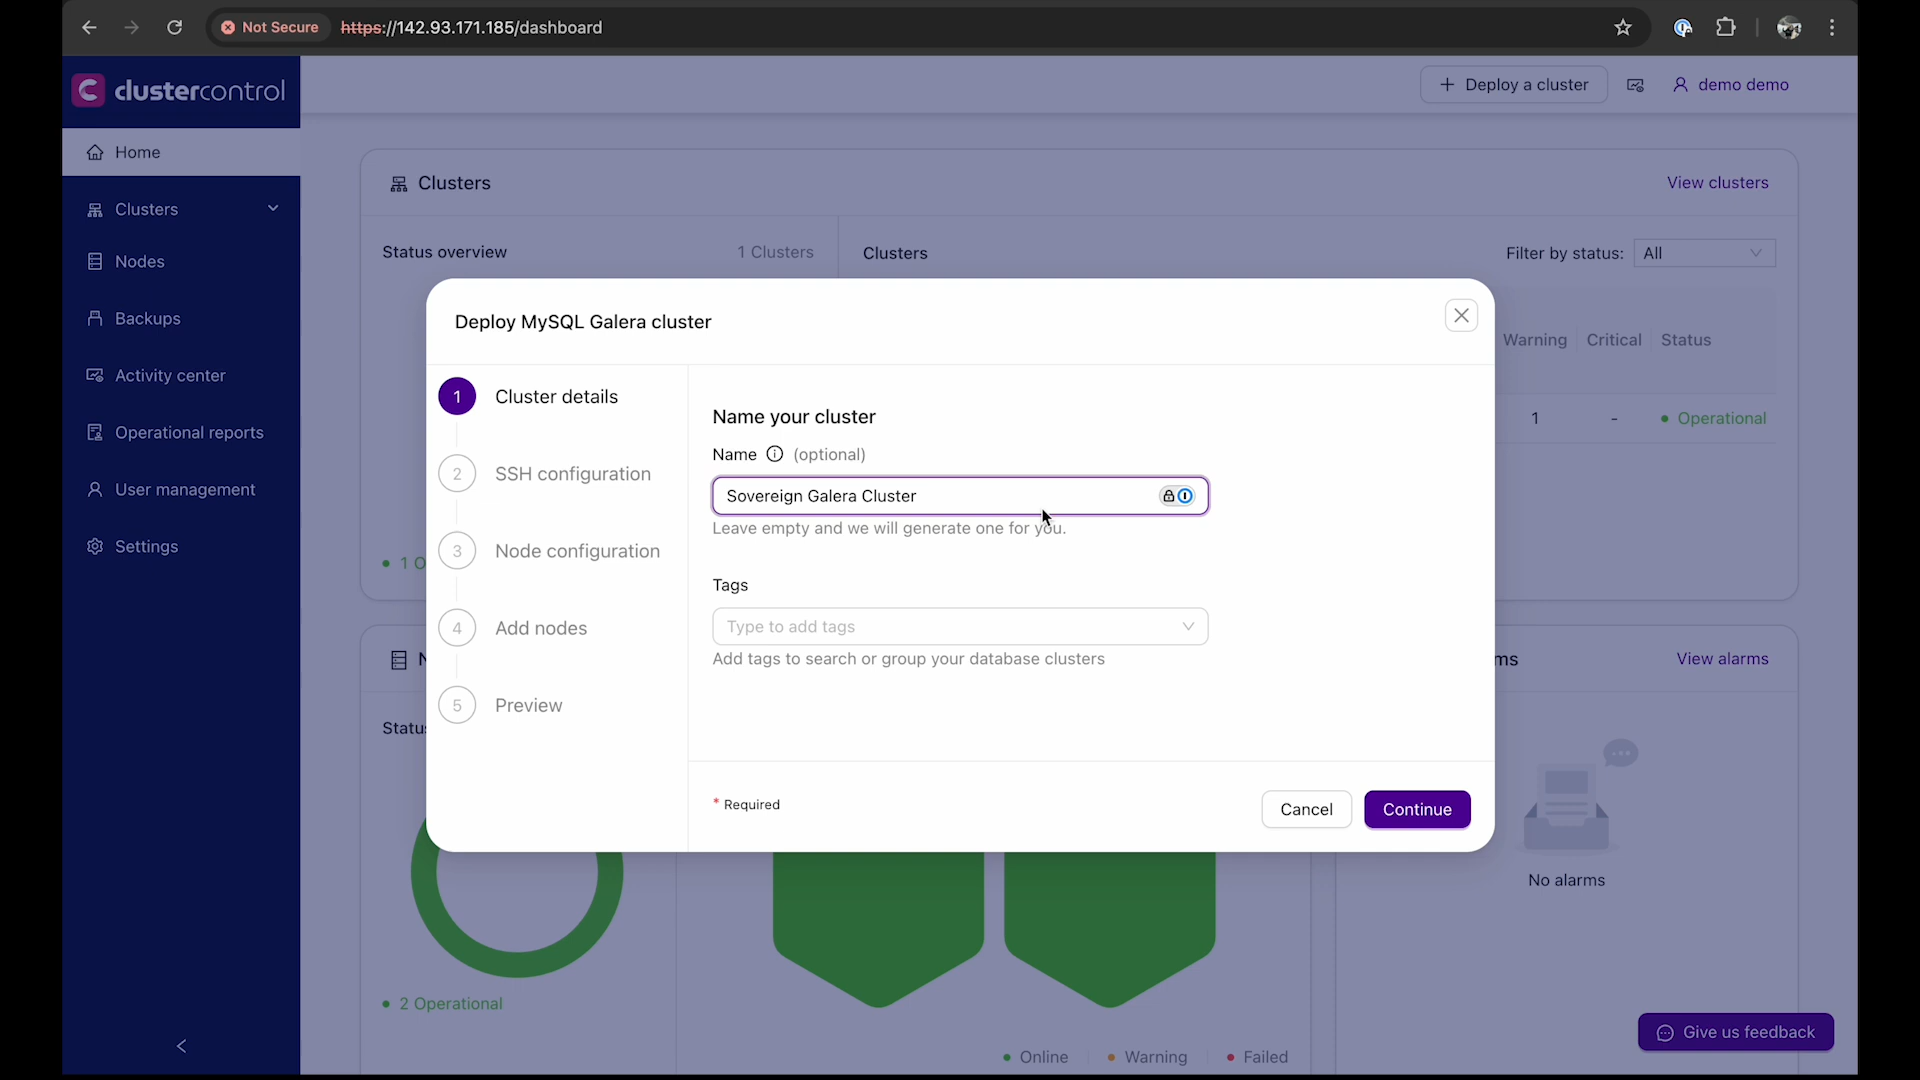 Not Secure https://142.93.171.185/dashboard
clustercontrol
Deploy a cluster
demo demo
Home
Clusters
Nodes
Backups
Activity center
Operational reports
User management
Settings
Clusters
View clusters
Status overview
1 Clusters
Clusters
Filter by status: All
Warning Critical Status
1 - Operational
1 O
Deploy MySQL Galera cluster
1 Cluster details
2 SSH configuration
3 Node configuration
4 Add nodes
5 Preview
Name your cluster
Name (optional)
Sovereign Galera Cluster
Leave empty and we will generate one for you.
Tags
Type to add tags
Add tags to search or group your database clusters
* Required
Cancel
Continue
N
Statu
ms
View alarms
No alarms
2 Operational
Online Warning Failed
Give us feedback